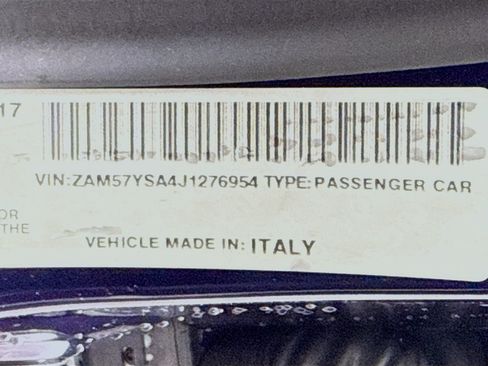 17
VIN:ZAM57YSA4J1276954 TYPE:PASSENGER CAR
OR
THE
VEHICLE MADE IN: ITALY